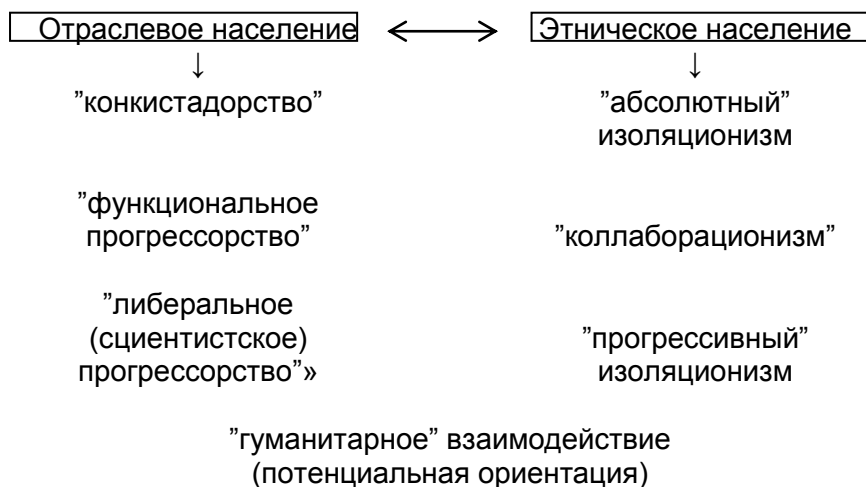 Отраслевое население ⟷ Этническое население
↓ ↓
”конкистадорство” ”абсолютный”
изоляционизм
”функциональное
прогрессорство” ”коллаборационизм”
”либеральное
(сциентистское) ”прогрессивный”
прогрессорство”» изоляционизм
”гуманитарное” взаимодействие
(потенциальная ориентация)